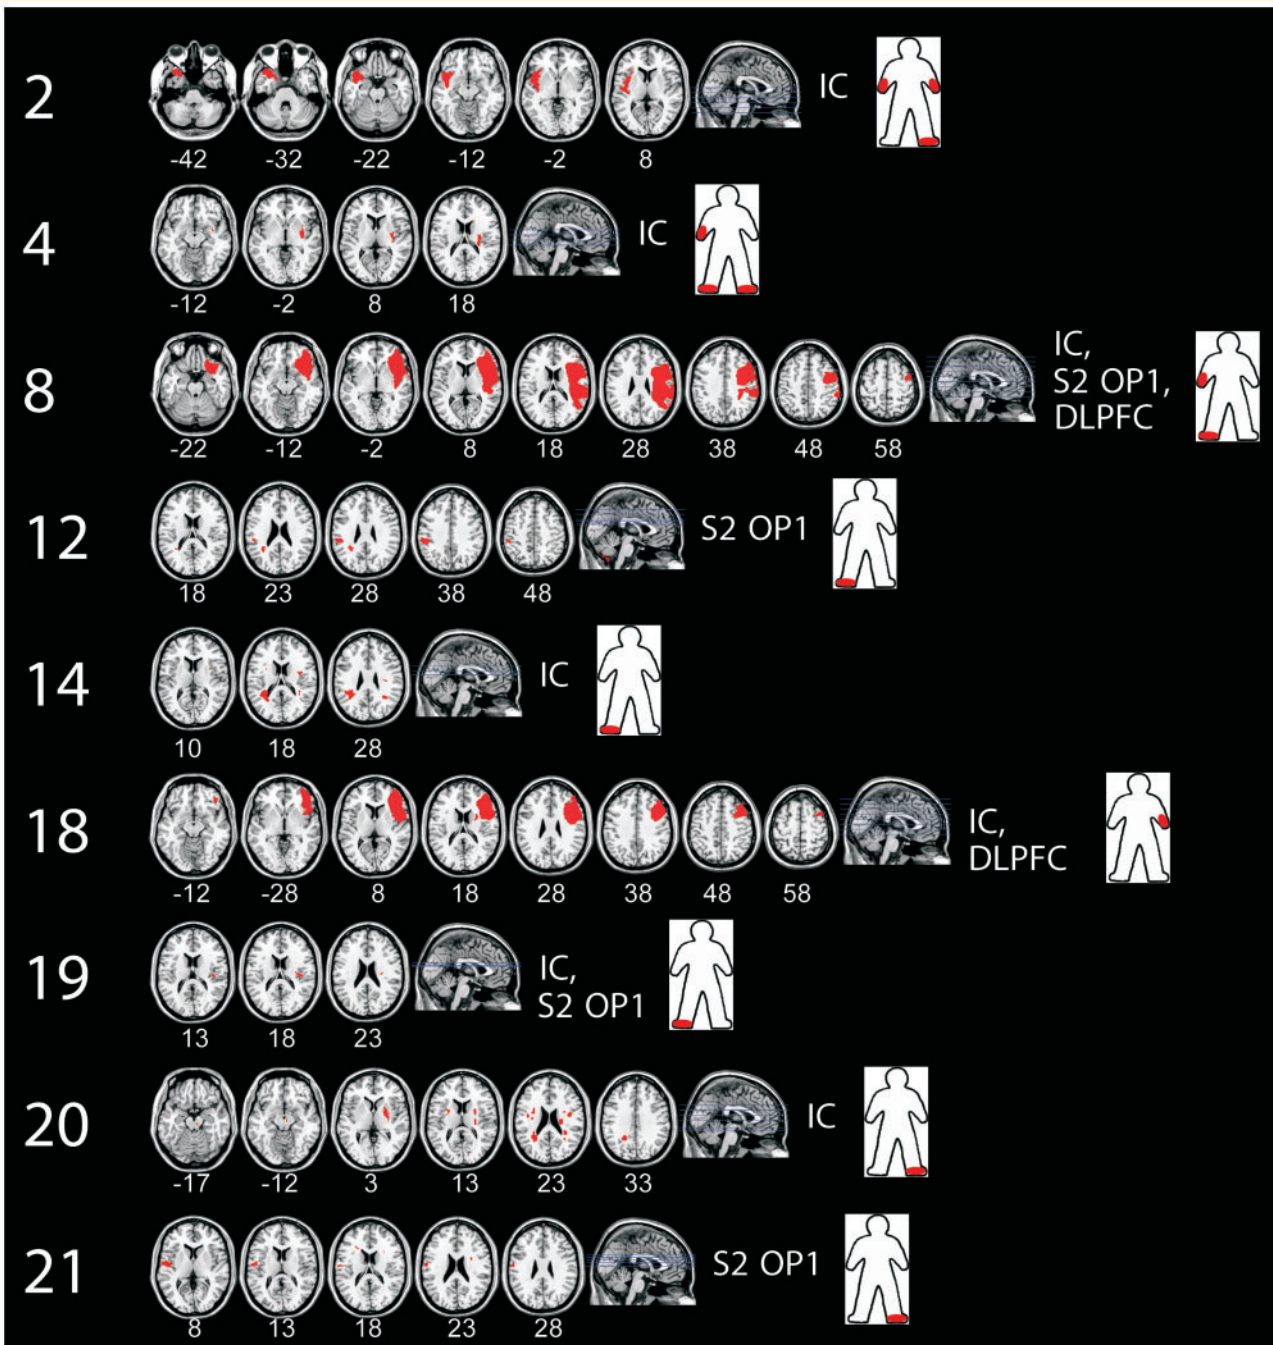 2
IC
-42 -32 -22 -12 -2 8
4
IC
-12 -2 8 18
8
IC,
S2 OP1,
DLPFC
-22 -12 -2 8 18 28 38 48 58
12
S2 OP1
18 23 28 38 48
14
IC
10 18 28
18
IC,
DLPFC
-12 -28 8 18 28 38 48 58
19
IC,
S2 OP1
13 18 23
20
IC
-17 -12 3 13 23 33
21
S2 OP1
8 13 18 23 28